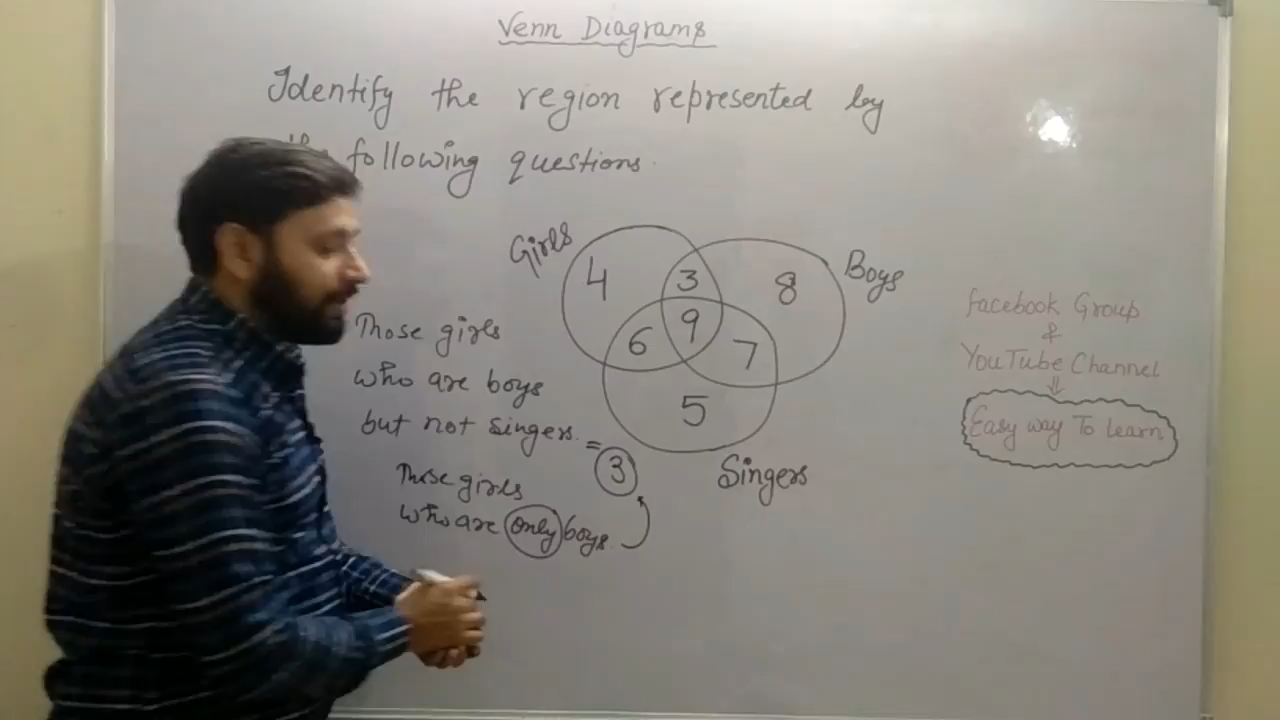 Venn Diagrams
Identify the region represented by
following questions.
Girls
4
3
8
Boys
9
6
7
5
Singers
Those girls
who are boys
but not singers. =
3
Those girls
who are only boys.
Facebook Group
&
YouTube Channel
⇓
Easy way To Learn